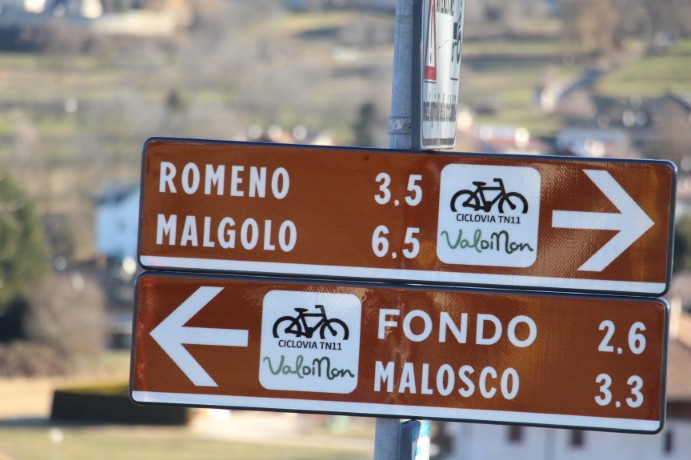 ROMENO 3.5
MALGOLO 6.5
CICLOVIA TN11
ValdiNon
CICLOVIA TN11
ValdiNon
FONDO 2,6
MALOSCO 3.3